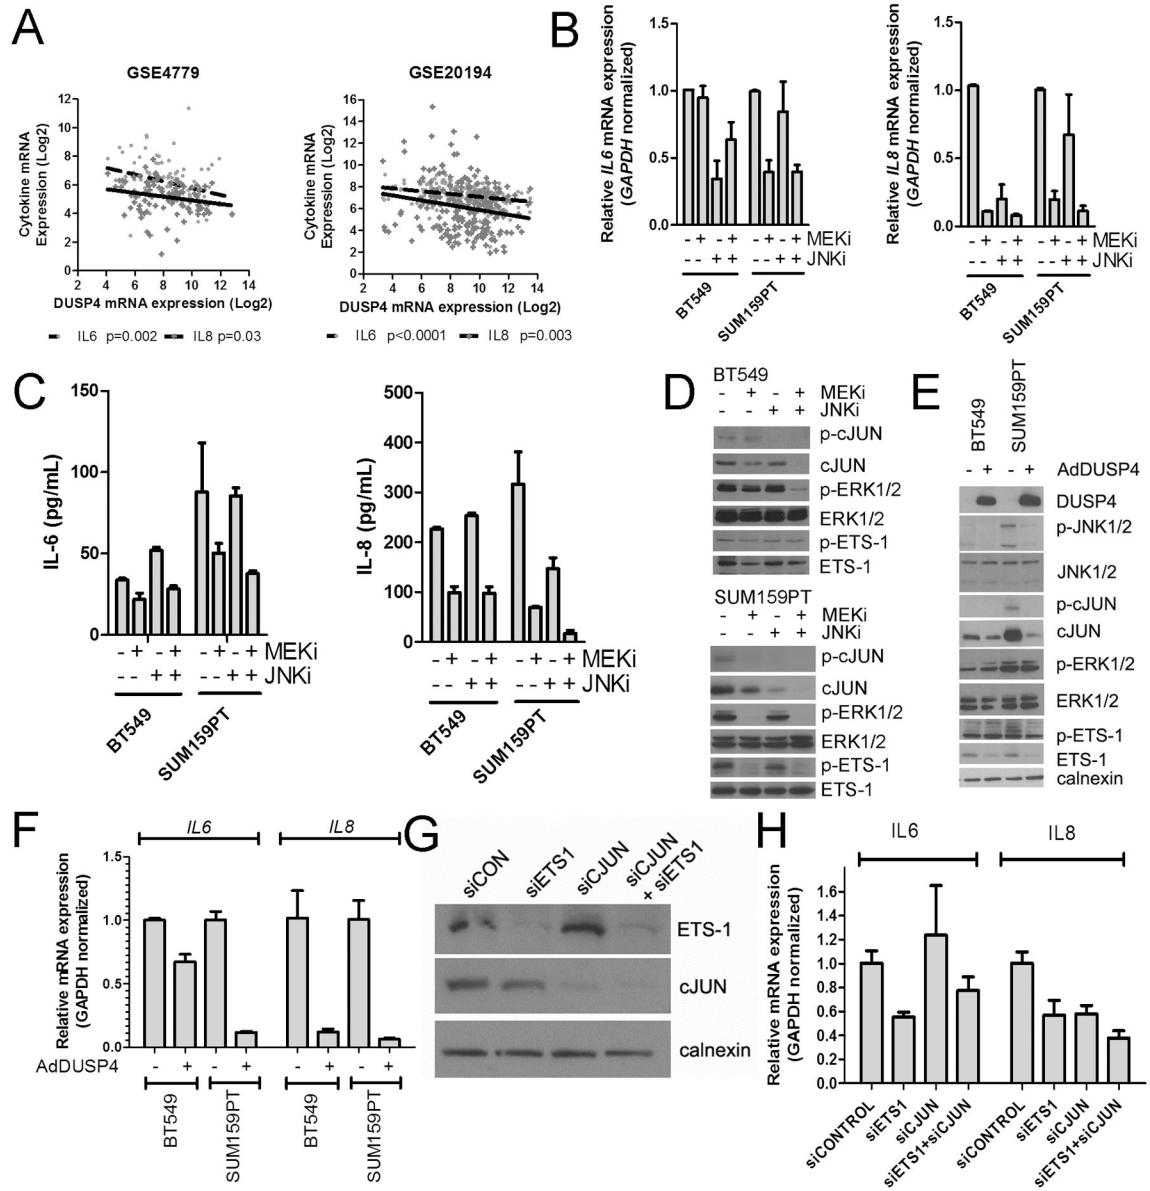 A
GSE4779
Cytokine mRNA
Expression (Log2)
12
10
8
6
4
2
0
2 4 6 8 10 12 14
DUSP4 mRNA expression (Log2)
IL6 p=0.002 IL8 p=0.03
GSE20194
Cytokine mRNA
Expression (Log2)
16
14
12
10
8
6
4
2
0
2 4 6 8 10 12 14
DUSP4 mRNA expression (Log2)
IL6 p<0.0001 IL8 p=0.003
B
Relative IL6 mRNA expression
(GAPDH normalized)
1.5
1.0
0.5
0.0
- + - + - + - + MEKi
- - + + - - + + JNKi
BT549
SUM159PT
Relative IL8 mRNA expression
(GAPDH normalized)
1.5
1.0
0.5
0.0
- + - + - + - + MEKi
- - + + - - + + JNKi
BT549
SUM159PT
C
IL-6 (pg/mL)
150
100
50
0
- + - + - + - + MEKi
- - + + - - + + JNKi
BT549
SUM159PT
IL-8 (pg/mL)
500
400
300
200
100
0
- + - + - + - + MEKi
- - + + - - + + JNKi
BT549
SUM159PT
D
BT549
- + - + MEKi
- - + + JNKi
p-cJUN
cJUN
p-ERK1/2
ERK1/2
p-ETS-1
ETS-1
SUM159PT
- + - + MEKi
- - + + JNKi
p-cJUN
cJUN
p-ERK1/2
ERK1/2
p-ETS-1
ETS-1
E
BT549
SUM159PT
- + - + AdDUSP4
DUSP4
p-JNK1/2
JNK1/2
p-cJUN
cJUN
p-ERK1/2
ERK1/2
p-ETS-1
ETS-1
calnexin
F
IL6 IL8
Relative mRNA expression
(GAPDH normalized)
1.5
1.0
0.5
0.0
AdDUSP4 - + - + - + - +
BT549
SUM159PT
BT549
SUM159PT
G
siCON
siETS1
siCJUN
siCJUN
+ siETS1
ETS-1
cJUN
calnexin
H
IL6 IL8
Relative mRNA expression
(GAPDH normalized)
1.6
1.4
1.2
1.0
0.8
0.6
0.4
0.2
0.0
siCONTROL
siETS1
siCJUN
siETS1+siCJUN
siCONTROL
siETS1
siCJUN
siETS1+siCJUN